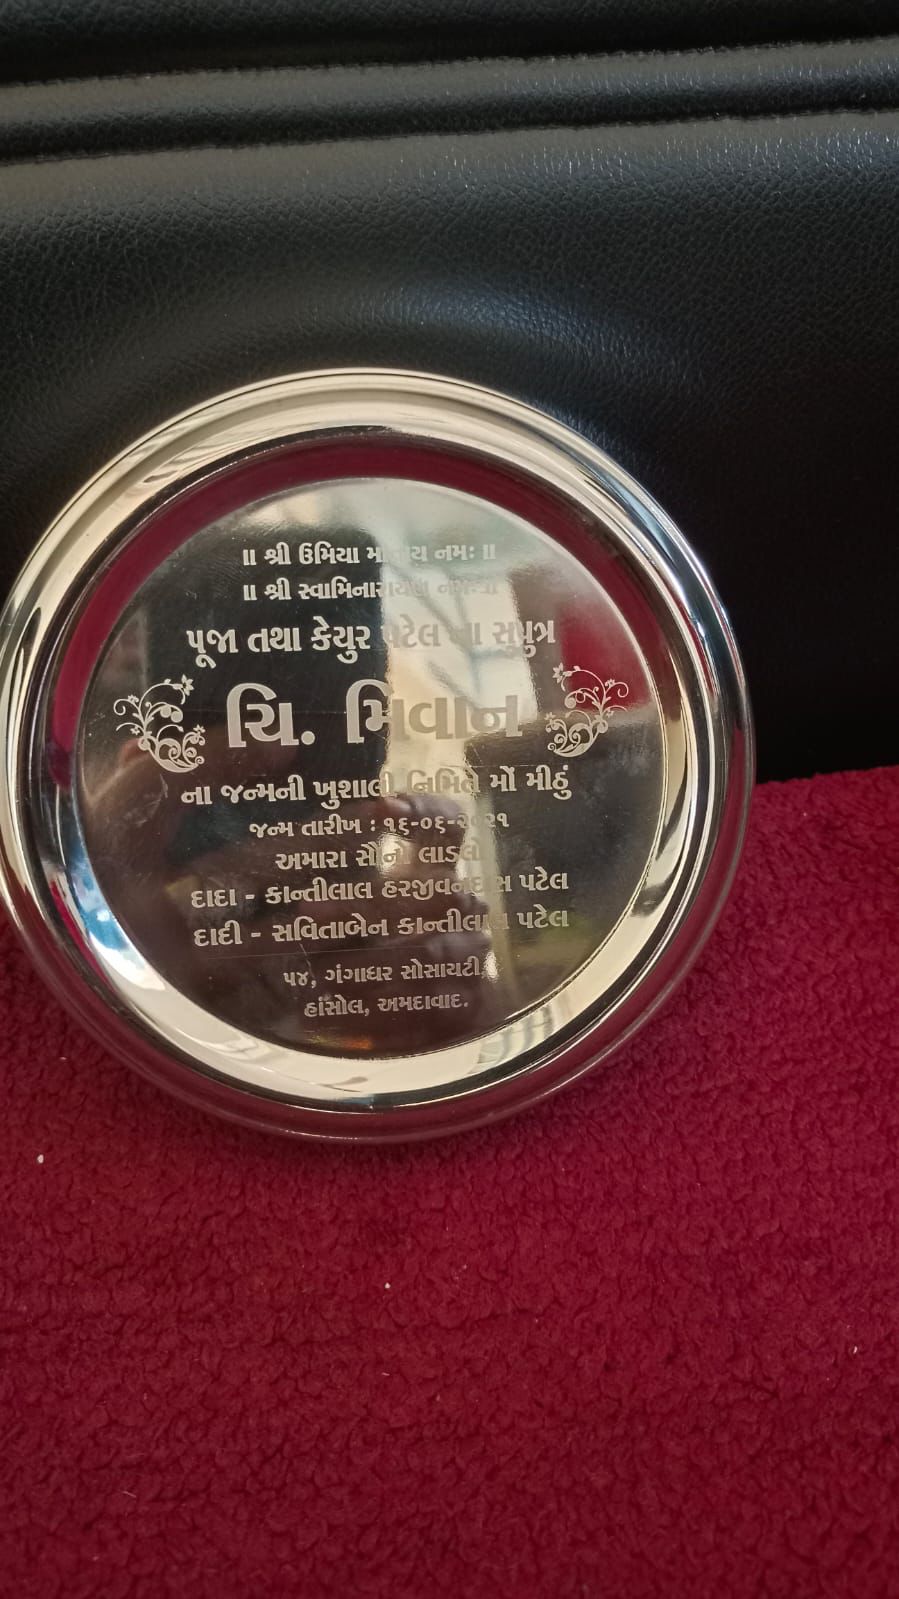 ॥ શ્રી ઉમિયા માતાય નમઃ ॥
॥ શ્રી સ્વામિનારાયણ નમઃ ॥
પૂજા તથા કેયુર પટેલ ના સુપુત્ર
ચિ. મિવાન
ના જન્મની ખુશાલી નિમિતે મોં મીઠું
જન્મ તારીખ : ૧૬-૦૬-૨૦૨૧
અમારા સૌનો લાડલો
દાદા - કાન્તીલાલ હરજીવનદાસ પટેલ
દાદી - સવિતાબેન કાન્તીલાલ પટેલ
૫૪, ગંગાધર સોસાયટી,
હાંસોલ, અમદાવાદ.